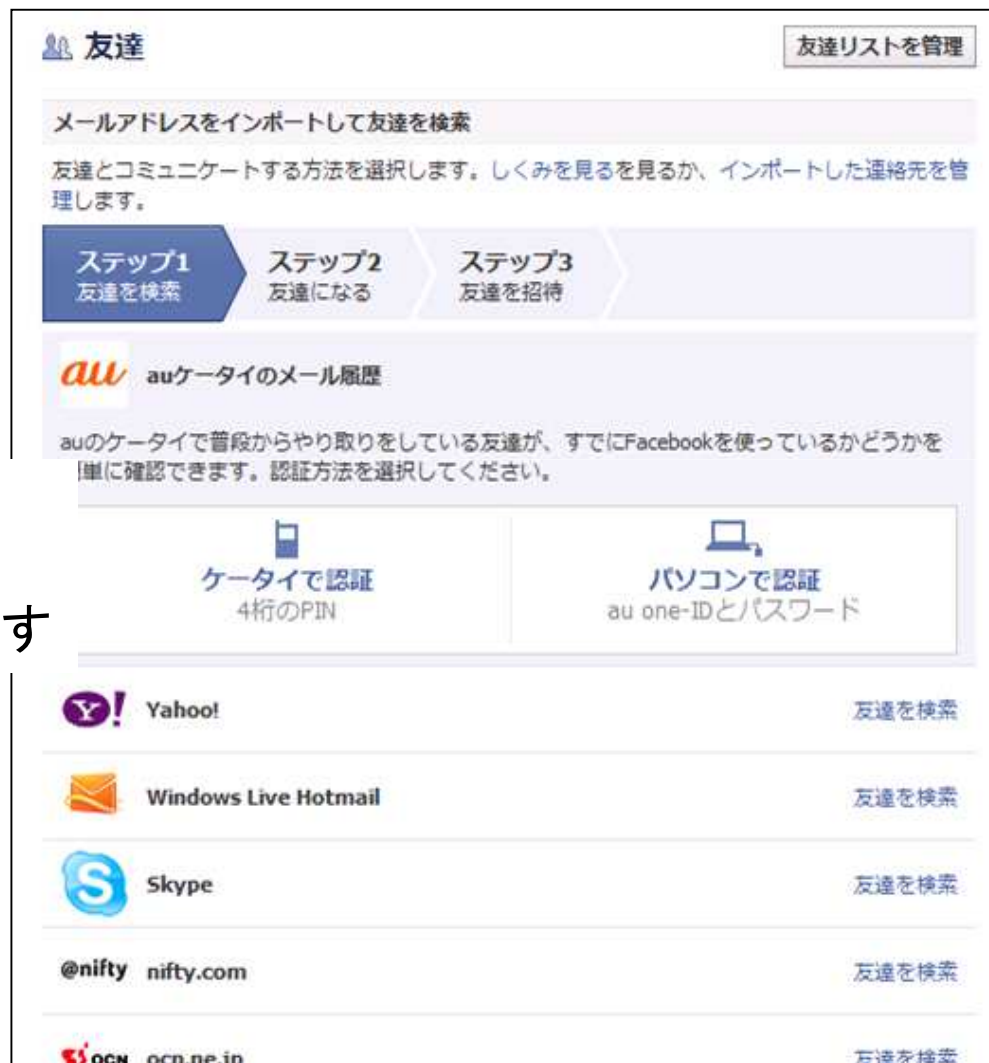 友達
友達リストを管理
メールアドレスをインポートして友達を検索
友達とコミュニケートする方法を選択します。しくみを見るを見るか、インポートした連絡先を管
理します。
ステップ1
友達を検索
ステップ2
友達になる
ステップ3
友達を招待
au auケータイのメール履歴
auのケータイで普段からやり取りをしている友達が、すでにFacebookを使っているかどうかを
単に確認できます。認証方法を選択してください。
ケータイで認証
4桁のPIN
パソコンで認証
au one-IDとパスワード
す
Y! Yahoo!
友達を検索
Windows Live Hotmail
友達を検索
S Skype
友達を検索
@nifty nifty.com
友達を検索
OCN ocn.ne.jp
友達を検索